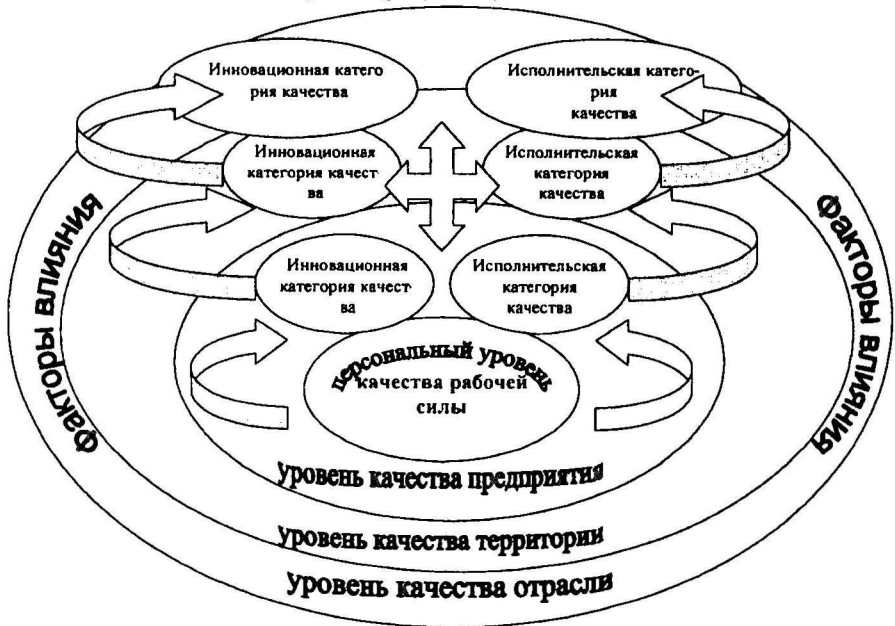 Инновационная катего
рия качества
Исполнительская катего-
рия
качества
Инновационная
категория качест
ва
Исполнительская
категория
качества
Факторы влияния
Факторы влияния
Инновационная
категория качест-
ва
Исполнительская
категория
качества
персональный уровень
качества рабочей
силы
уровень качества предприятия
уровень качества территории
уровень качества отрасли